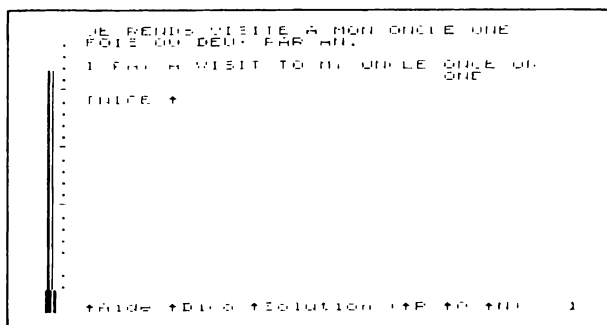 JE RENDS VISITE A MON ONCLE UNE
FOIS OU DEUX PAR AN.
I PAY A VISIT TO MY UNCLE ONCE OR
ONE
TWICE ↑
↑Aide ↑Dico ↑Solution (↑P ↑A ↑N) 1